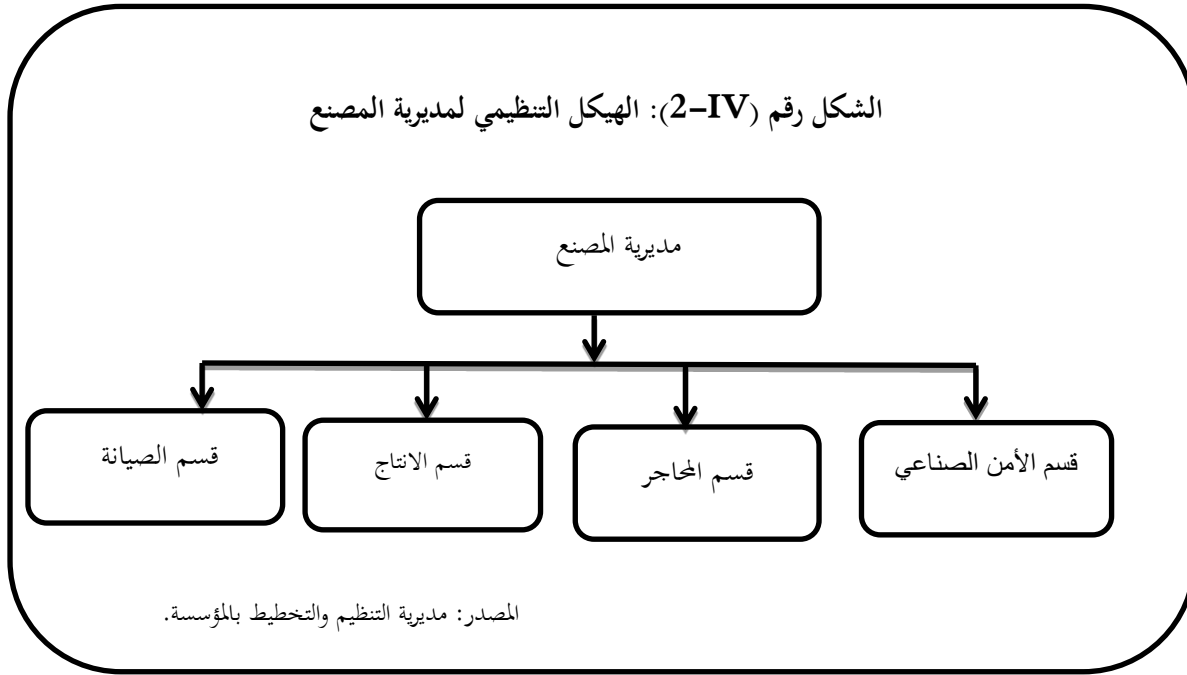 الشكل رقم (2-IV): الهيكل التنظيمي لمديرية المصنع
مديرية المصنع
قسم الأمن الصناعي
قسم المحاجر
قسم الانتاج
قسم الصيانة
المصدر: مديرية التنظيم والتخطيط بالمؤسسة.